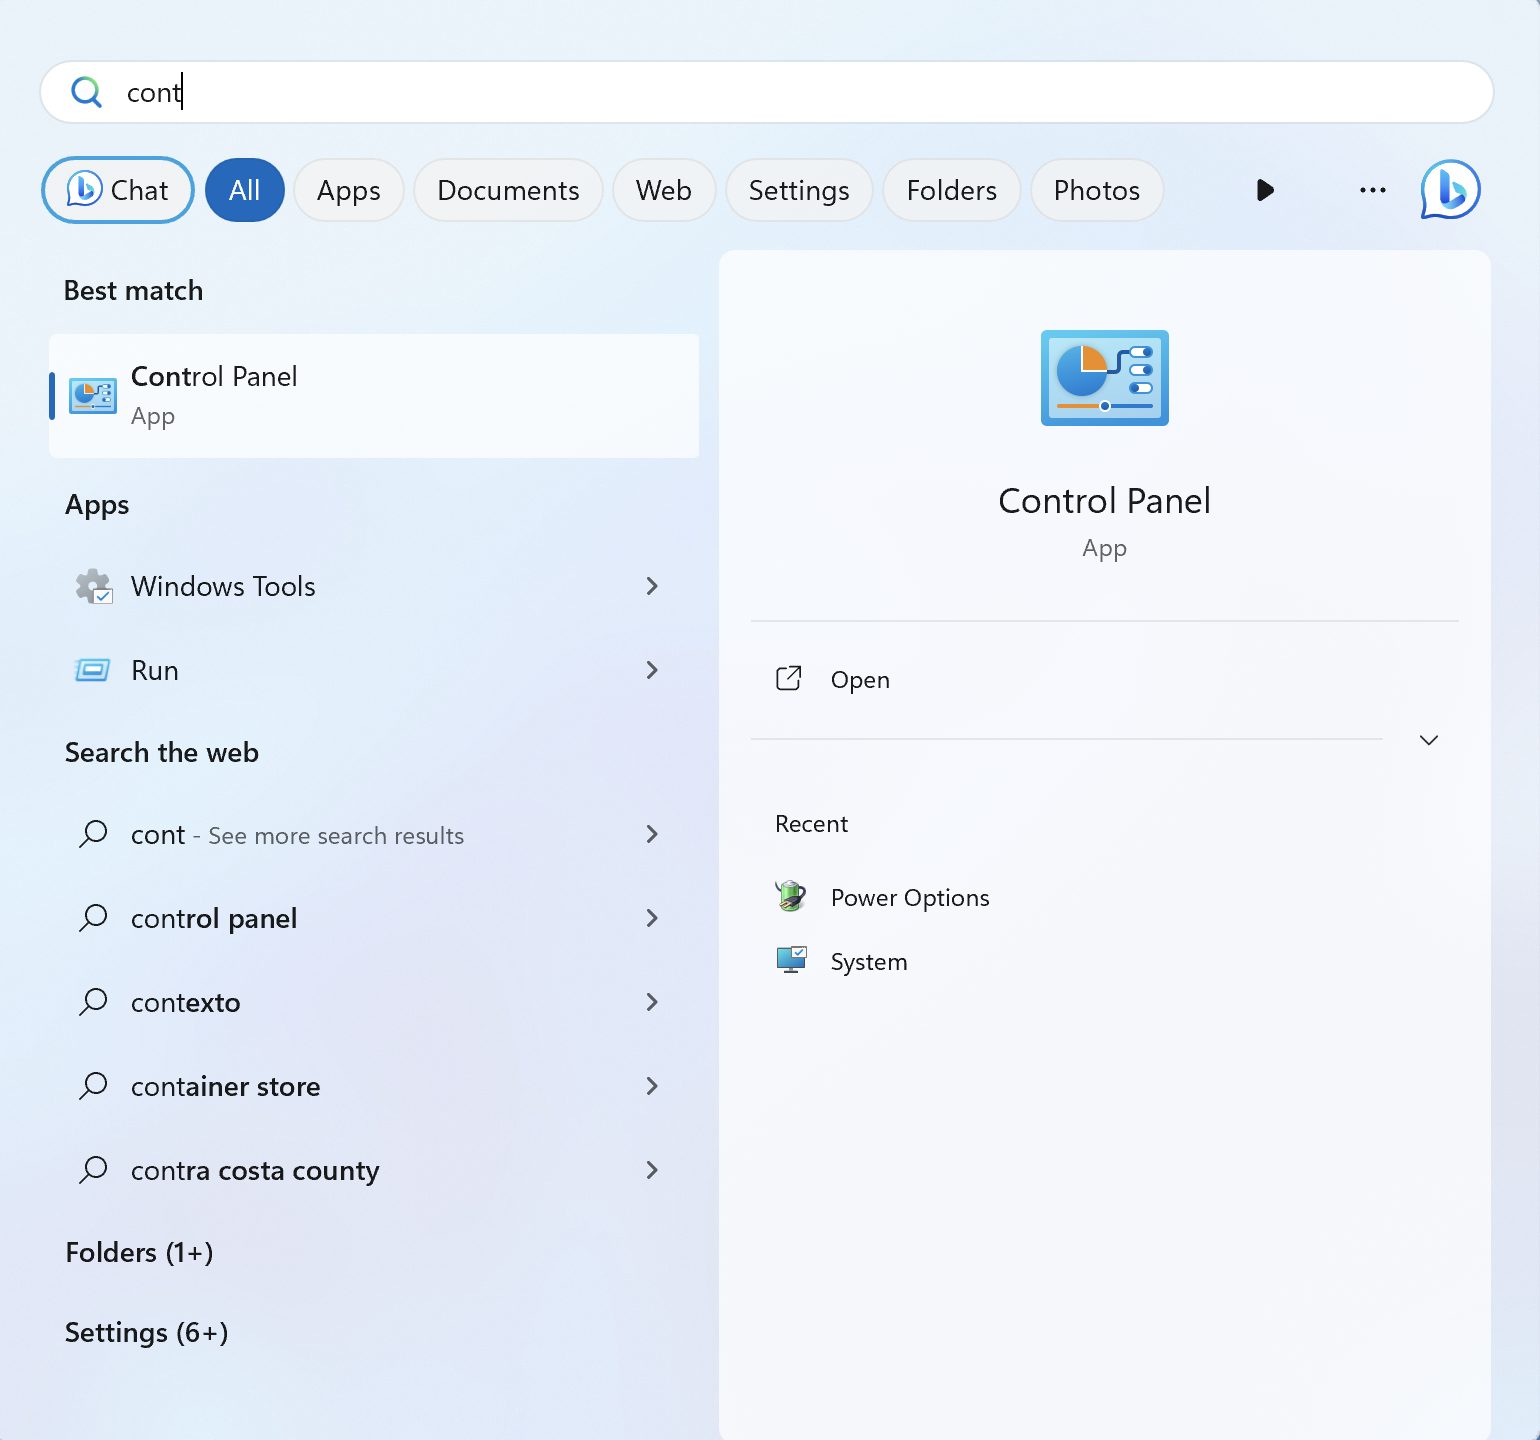 cont
Chat All Apps Documents Web Settings Folders Photos
Best match
Control Panel
App
Apps
Windows Tools
Run
Search the web
cont - See more search results
control panel
contexto
container store
contra costa county
Folders (1+)
Settings (6+)
Control Panel
App
Open
Recent
Power Options
System